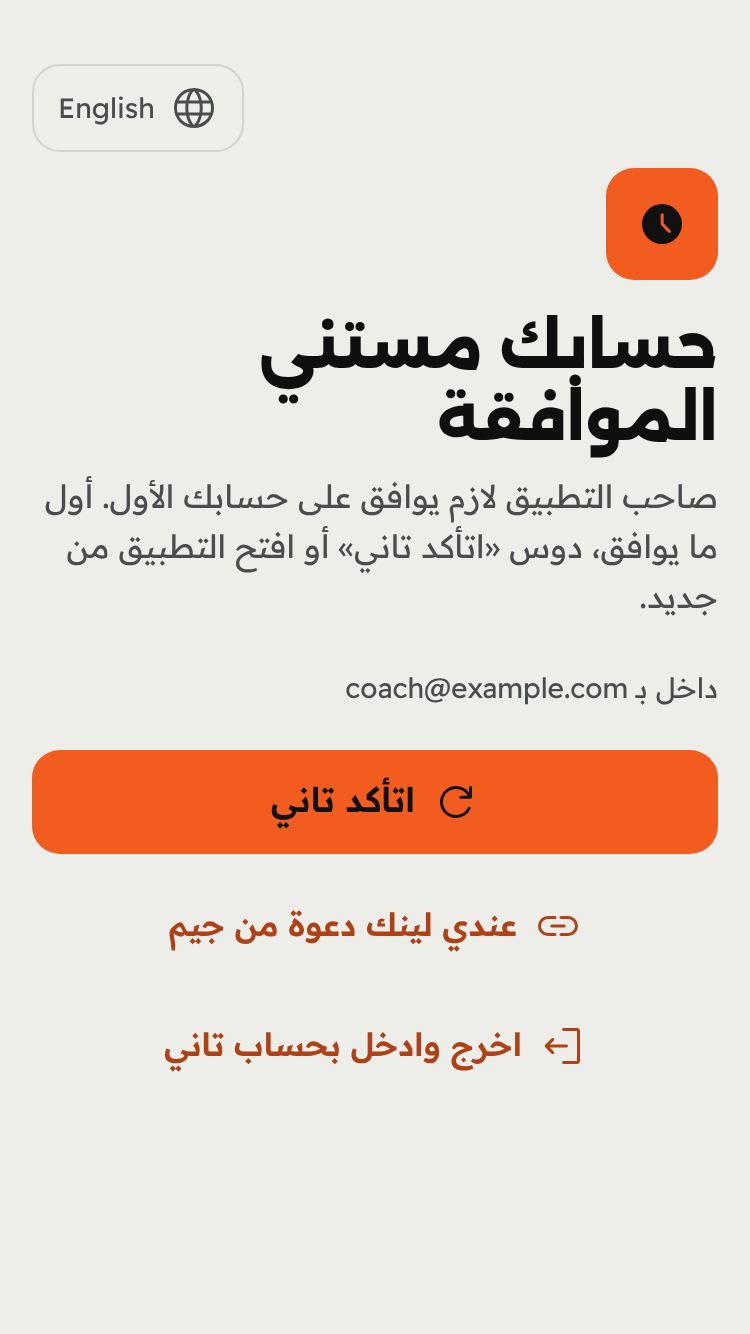 English
حسابك مستني
الموافقة
صاحب التطبيق لازم يوافق على حسابك الأول. أول
ما يوافق، دوس «اتأكد تاني» أو افتح التطبيق من
جديد.
داخل بـ coach@example.com
اتأكد تاني
عندي لينك دعوة من جيم
اخرج وادخل بحساب تاني